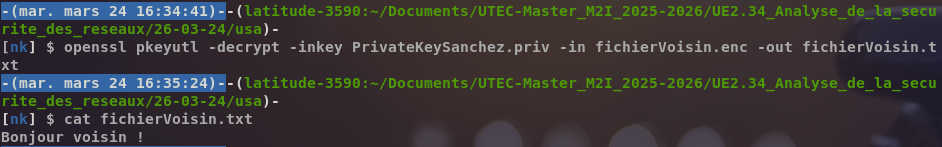 -(mar. mars 24 16:34:41)--(latitude-3590:~/Documents/UTEC-Master_M2I_2025-2026/UE2.34_Analyse_de_la_secu
rite_des_reseaux/26-03-24/usa)-
[nk] $ openssl pkeyutl -decrypt -inkey PrivateKeySanchez.priv -in fichierVoisin.enc -out fichierVoisin.t
xt
-(mar. mars 24 16:35:24)--(latitude-3590:~/Documents/UTEC-Master_M2I_2025-2026/UE2.34_Analyse_de_la_secu
rite_des_reseaux/26-03-24/usa)-
[nk] $ cat fichierVoisin.txt
Bonjour voisin !